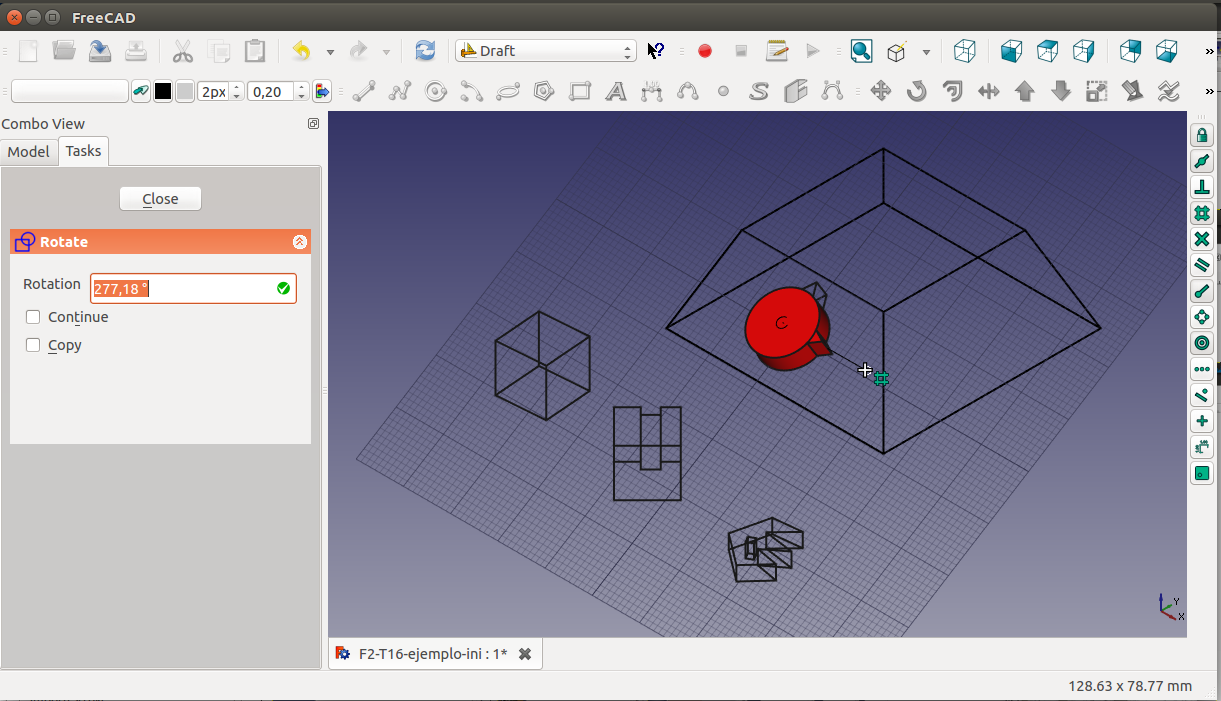 FreeCAD
Draft
2px
0,20
Combo View
Model
Tasks
Close
Rotate
Rotation
277,18 °
Continue
Copy
Y
X
F2-T16-ejemplo-ini : 1*
128.63 x 78.77 mm